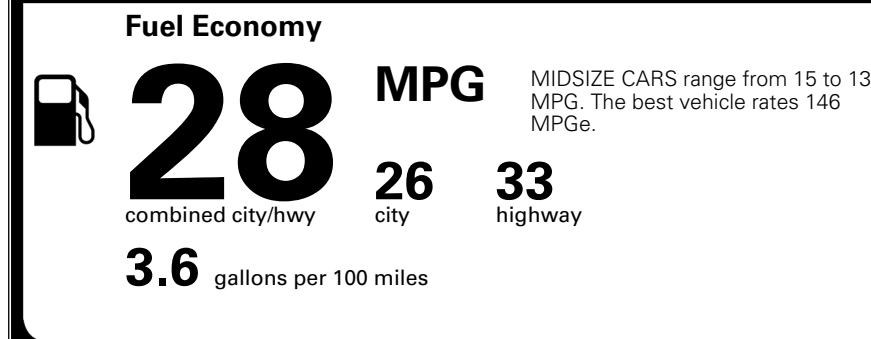 Fuel Economy
28 MPG
MIDSIZE CARS range from 15 to 13
MPG. The best vehicle rates 146
MPGe.
combined city/hwy
26
city
33
highway
3.6 gallons per 100 miles